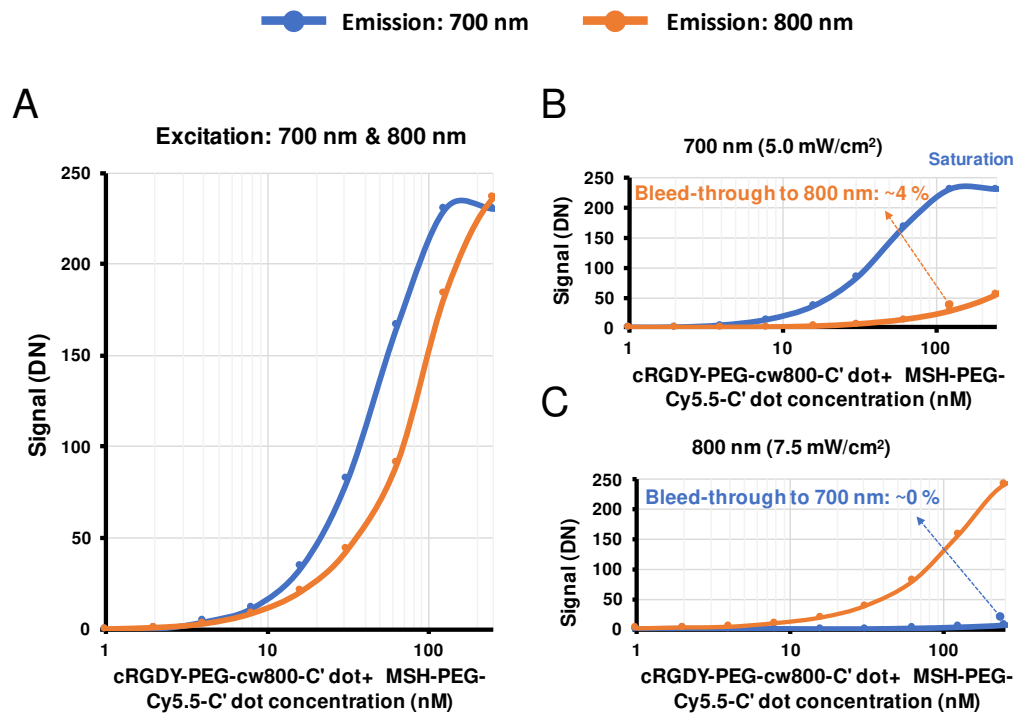 Emission: 700 nm Emission: 800 nm
A
Excitation: 700 nm & 800 nm
Signal (DN)
250
200
150
100
50
0
1 10 100
cRGDY-PEG-cw800-C' dot+ MSH-PEG-
Cy5.5-C' dot concentration (nM)
B
700 nm (5.0 mW/cm²)
Saturation
Bleed-through to 800 nm: ~4 %
Signal (DN)
250
200
150
100
50
0
1 10 100
cRGDY-PEG-cw800-C' dot+ MSH-PEG-
Cy5.5-C' dot concentration (nM)
C
800 nm (7.5 mW/cm²)
Bleed-through to 700 nm: ~0 %
Signal (DN)
250
200
150
100
50
0
1 10 100
cRGDY-PEG-cw800-C' dot+ MSH-PEG-
Cy5.5-C' dot concentration (nM)